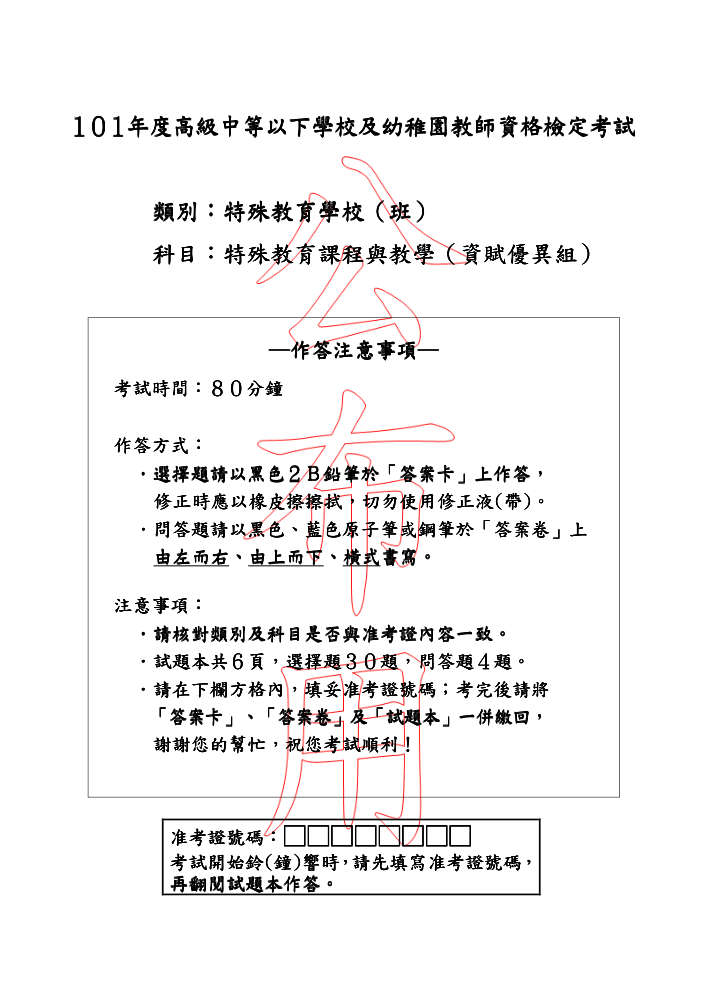 101年度高級中等以下學校及幼稚園教師資格檢定考試
類別：特殊教育學校（班）
科目：特殊教育課程與教學（資賦優異組）
—作答注意事項—
考試時間：８０分鐘
作答方式：
．選擇題請以黑色２Ｂ鉛筆於「答案卡」上作答，
修正時應以橡皮擦擦拭，切勿使用修正液(帶)。
．問答題請以黑色、藍色原子筆或鋼筆於「答案卷」上
由左而右、由上而下、橫式書寫。
注意事項：
．請核對類別及科目是否與准考證內容一致。
．試題本共６頁，選擇題３０題，問答題４題。
．請在下欄方格內，填妥准考證號碼；考完後請將
「答案卡」、「答案卷」及「試題本」一併繳回，
謝謝您的幫忙，祝您考試順利！
准考證號碼：□□□□□□□□
考試開始鈴(鐘)響時，請先填寫准考證號碼，
再翻閱試題本作答。
公布用